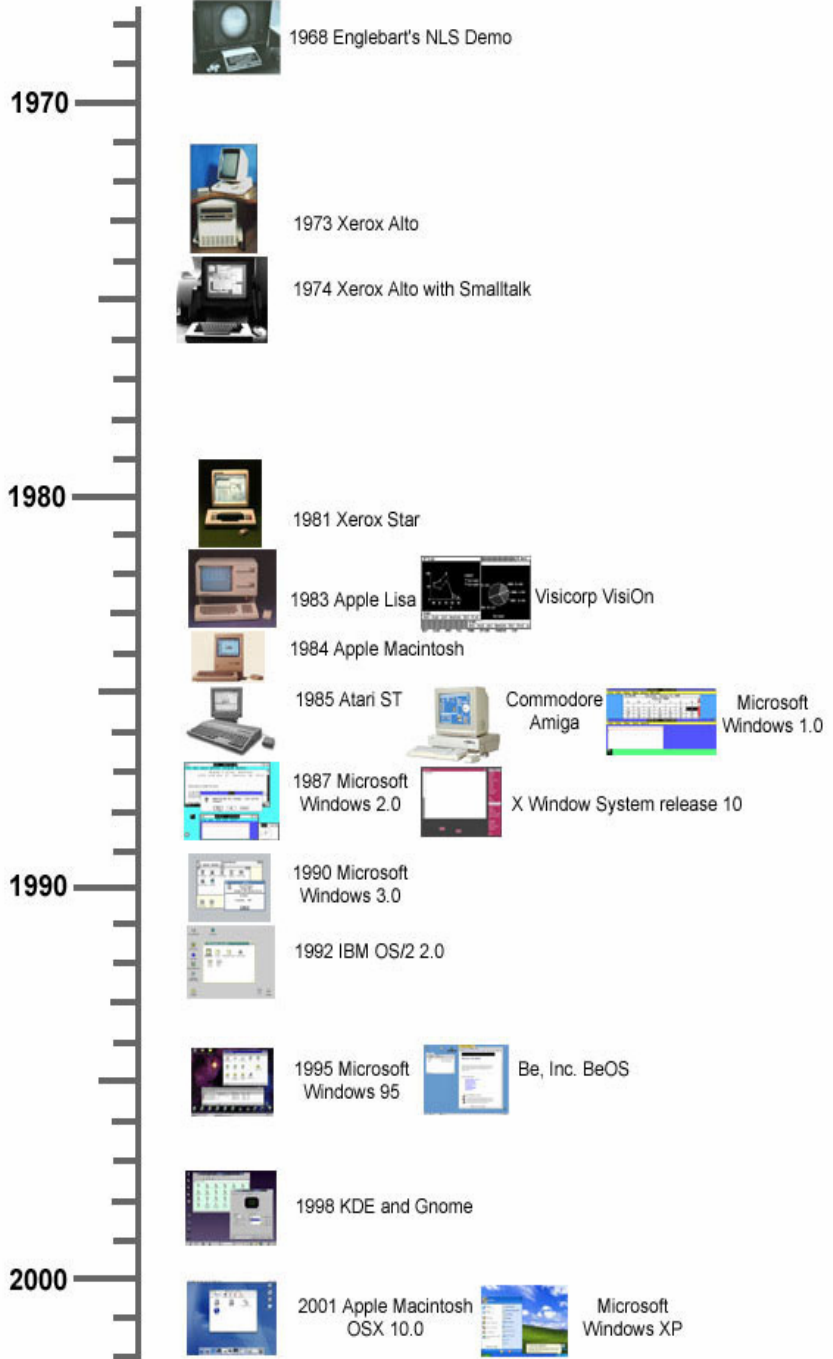 1968 Englebart's NLS Demo
1970
1973 Xerox Alto
1974 Xerox Alto with Smalltalk
1980
1981 Xerox Star
1983 Apple Lisa
Visicorp VisiOn
1984 Apple Macintosh
1985 Atari ST
Commodore
Amiga
Microsoft
Windows 1.0
1987 Microsoft
Windows 2.0
X Window System release 10
1990
1990 Microsoft
Windows 3.0
1992 IBM OS/2 2.0
1995 Microsoft
Windows 95
Be, Inc. BeOS
1998 KDE and Gnome
2000
2001 Apple Macintosh
OSX 10.0
Microsoft
Windows XP